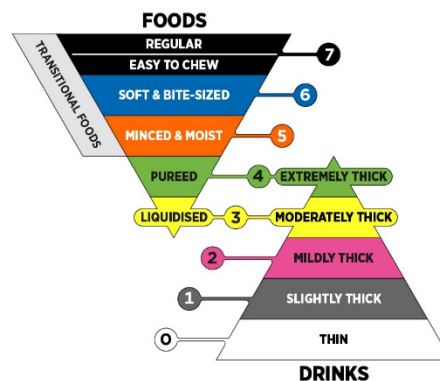 FOODS
REGULAR
7
EASY TO CHEW
TRANSITIONAL FOODS
SOFT & BITE-SIZED
6
MINCED & MOIST
5
PUREED
4
EXTREMELY THICK
LIQUIDISED
3
MODERATELY THICK
2
MILDLY THICK
1
SLIGHTLY THICK
0
THIN
DRINKS